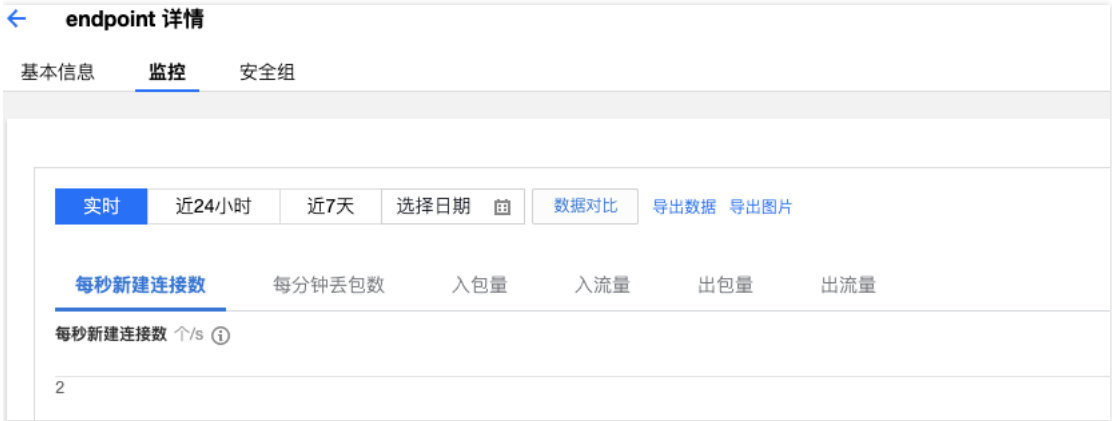 endpoint 详情
基本信息 监控 安全组
实时 近24小时 近7天 选择日期 数据对比 导出数据 导出图片
每秒新建连接数 每分钟丢包数 入包量 入流量 出包量 出流量
每秒新建连接数 个/s
2